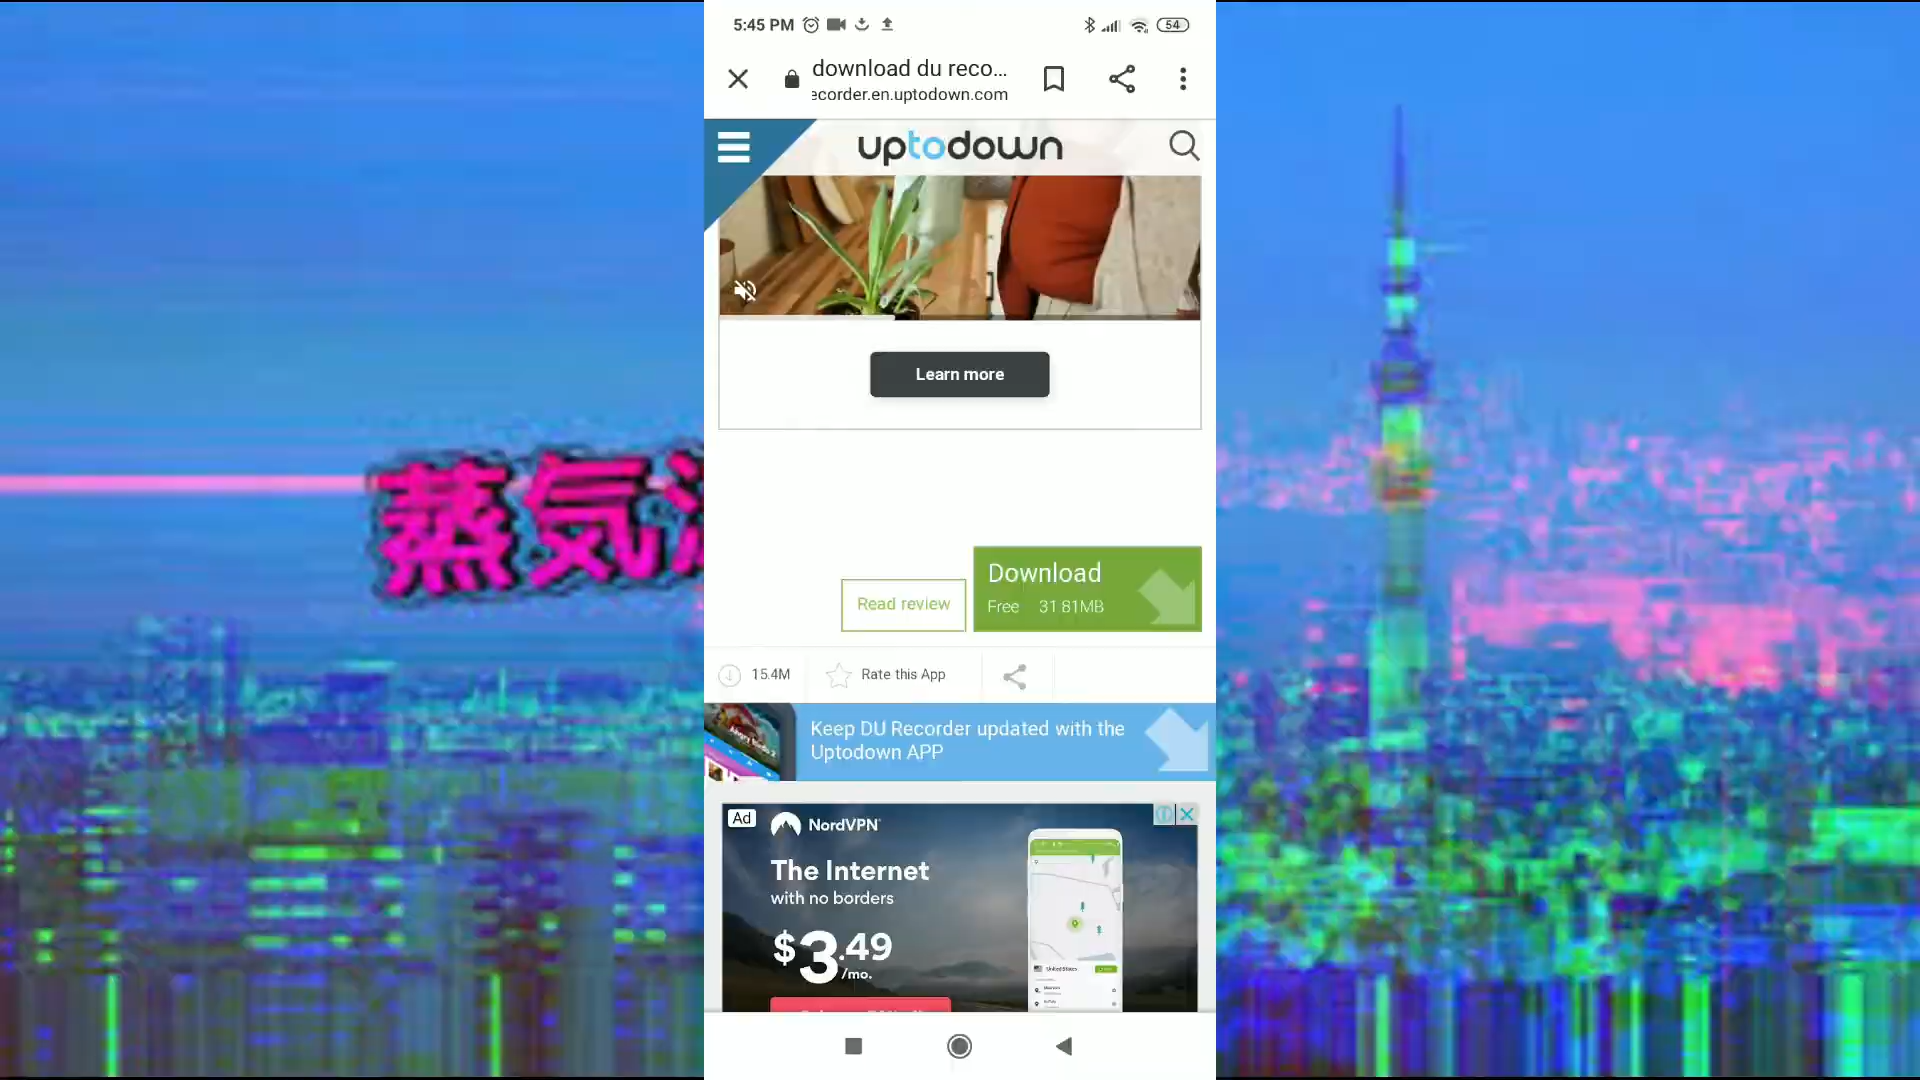 5:45 PM
54
download du reco...
ecorder.en.uptodown.com
uptodown
Learn more
蒸気
Download
Free 31 81MB
Read review
15.4M
Rate this App
Keep DU Recorder updated with the
Uptodown APP
Ad
NordVPN
The Internet
with no borders
$3.49
/mo.
United States